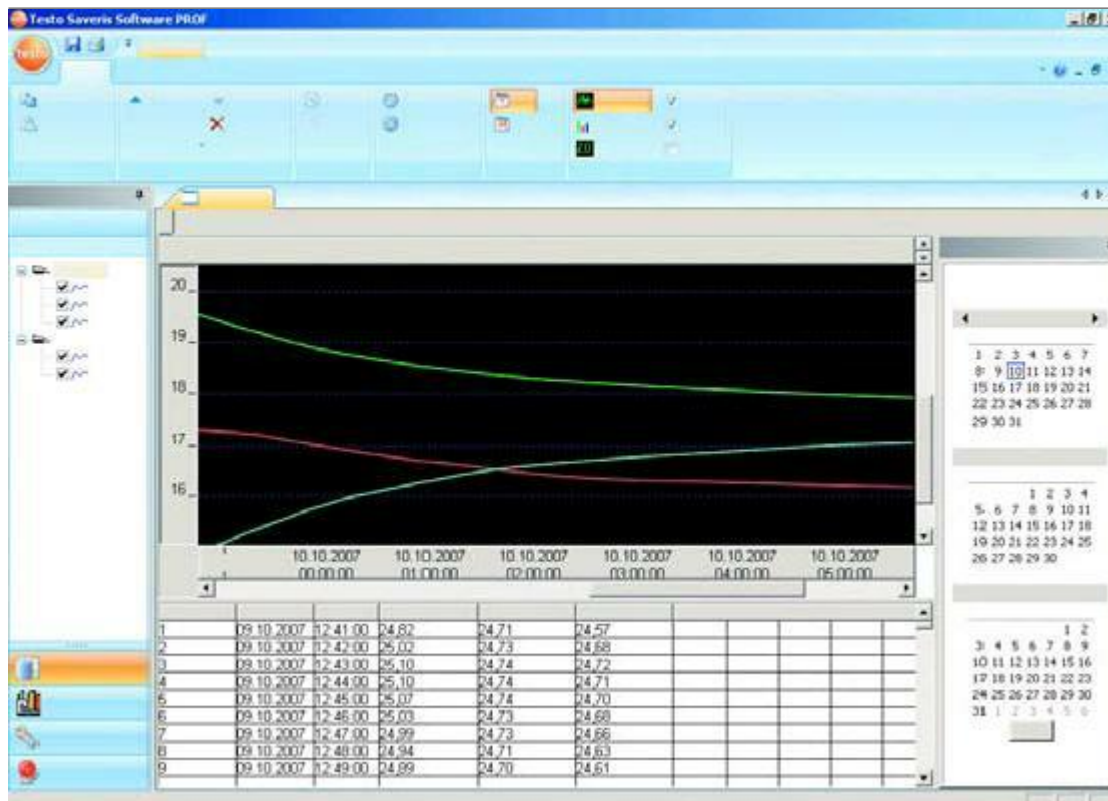 Testo Saveris Software PROF
testo
20
19
18
17
16
10.10.2007 10.10.2007 10.10.2007 10.10.2007 10.10.2007 10.10.2007
00:00:00 01:00:00 02:00:00 03:00:00 04:00:00 05:00:00
1 09.10.2007 12:41:00 24,82 24,71 24,57
2 09.10.2007 12:42:00 25,02 24,73 24,68
3 09.10.2007 12:43:00 25,10 24,74 24,72
4 09.10.2007 12:44:00 25,10 24,74 24,71
5 09.10.2007 12:45:00 25,07 24,74 24,70
6 09.10.2007 12:46:00 25,03 24,73 24,68
7 09.10.2007 12:47:00 24,99 24,73 24,66
8 09.10.2007 12:48:00 24,94 24,71 24,63
9 09.10.2007 12:49:00 24,89 24,70 24,61
1 2 3 4 5 6 7
8 9 10 11 12 13 14
15 16 17 18 19 20 21
22 23 24 25 26 27 28
29 30 31
1 2 3 4
5 6 7 8 9 10 11
12 13 14 15 16 17 18
19 20 21 22 23 24 25
26 27 28 29 30
1 2
3 4 5 6 7 8 9
10 11 12 13 14 15 16
17 18 19 20 21 22 23
24 25 26 27 28 29 30
31 1 2 3 4 5 6